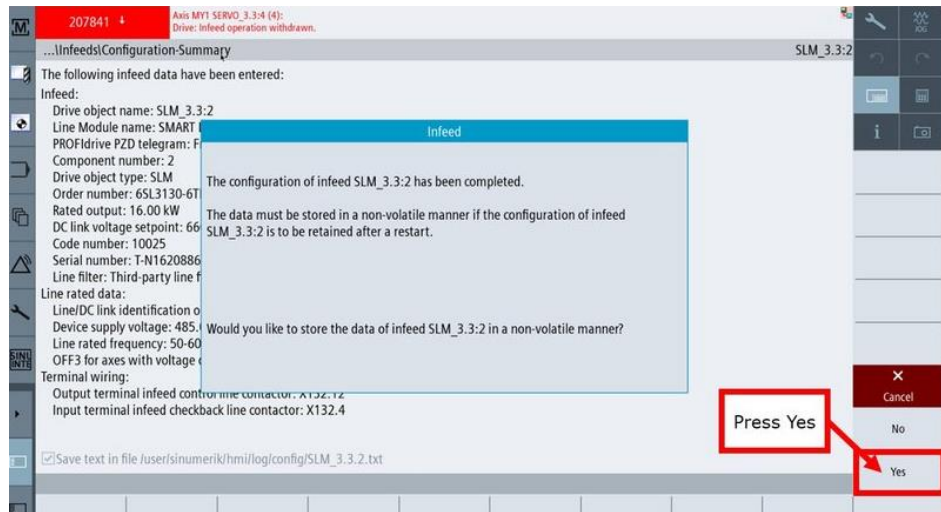 207841 ↓
Axis MY1 SERVO_3.3:4 (4):
Drive: Infeed operation withdrawn.
M
JOG
...\Infeeds\Configuration-Summary
SLM_3.3:2
The following infeed data have been entered:
Infeed:
Drive object name: SLM_3.3:2
Line Module name: SMART
PROFIdrive PZD telegram:
Component number: 2
Drive object type: SLM
Order number: 6SL3130-6T
Rated output: 16.00 kW
DC link voltage setpoint: 66
Code number: 10025
Serial number: T-N1620886
Line filter: Third-party line
Line rated data:
Line/DC link identification
Device supply voltage: 485.
Line rated frequency: 50-60
OFF3 for axes with voltage
Terminal wiring:
Output terminal infeed control line contactor: X132.12
Input terminal infeed checkback line contactor: X132.4
Save text in file /user/sinumerik/hmi/log/config/SLM_3.3.2.txt
Infeed
The configuration of infeed SLM_3.3:2 has been completed.
The data must be stored in a non-volatile manner if the configuration of infeed
SLM_3.3:2 is to be retained after a restart.
Would you like to store the data of infeed SLM_3.3:2 in a non-volatile manner?
Press Yes
Cancel
No
Yes